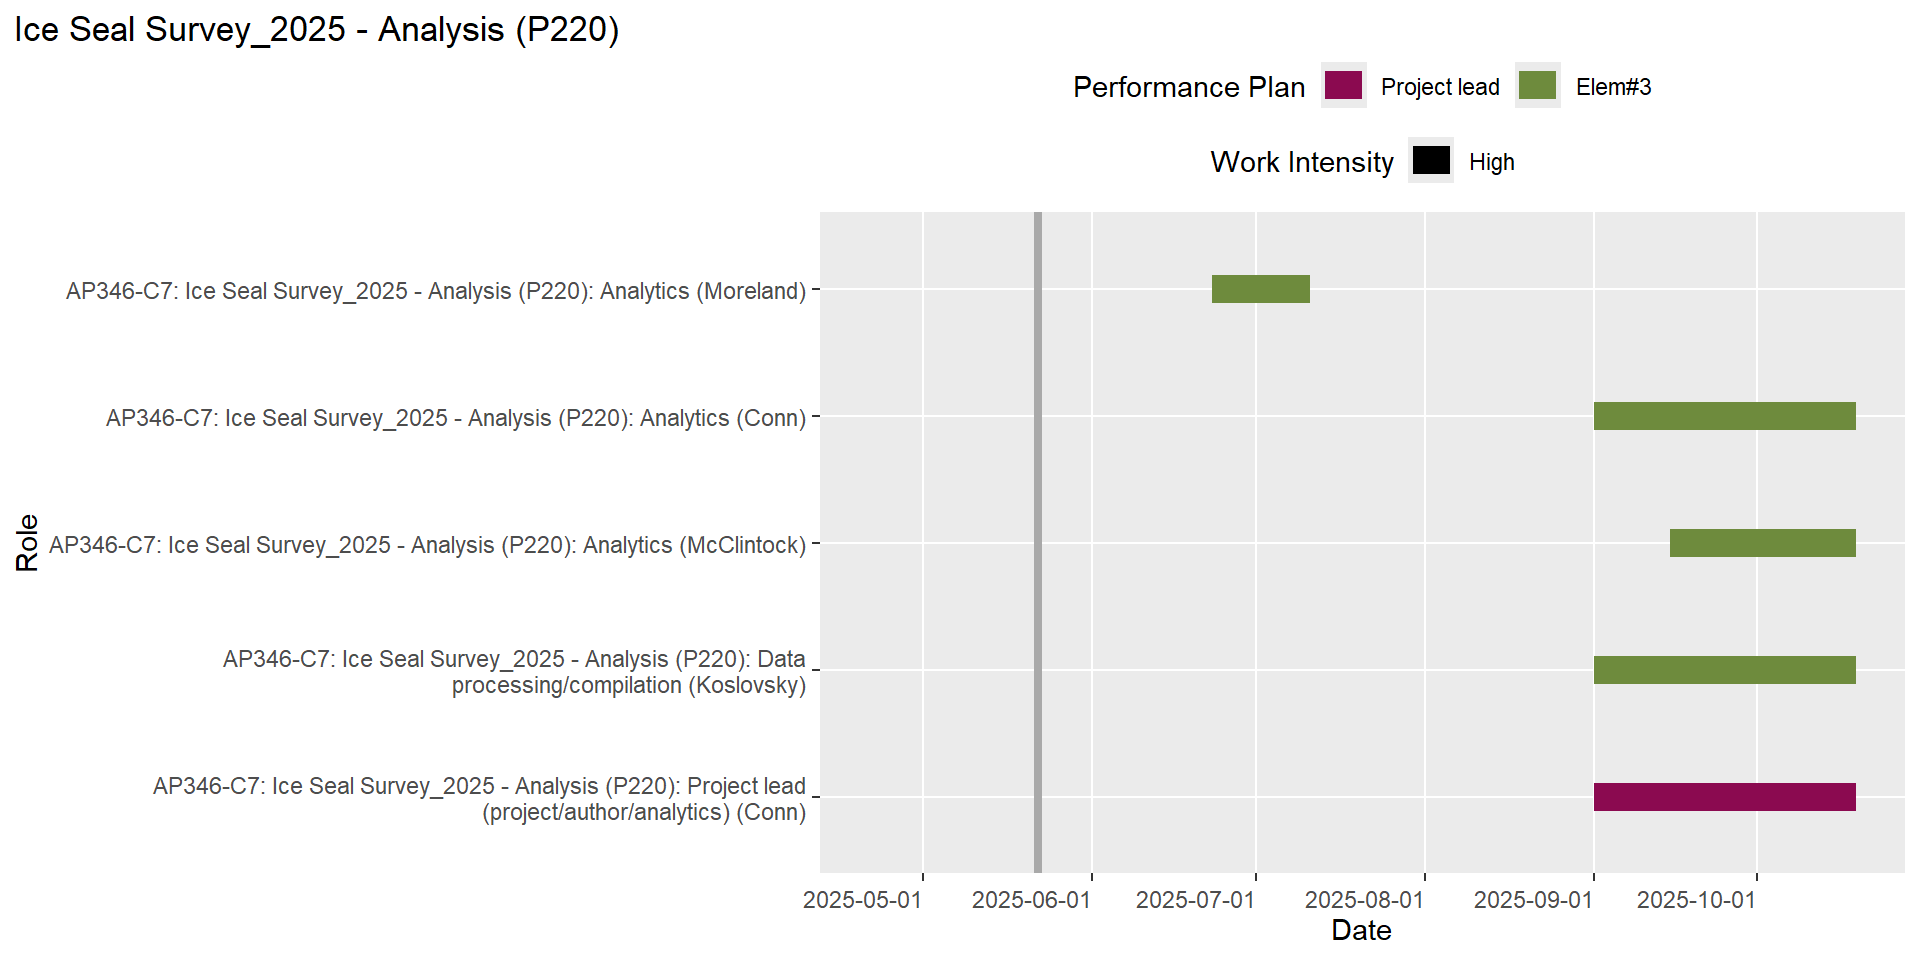 Ice Seal Survey_2025 - Analysis (P220)
Performance Plan Project lead Elem#3
Work Intensity High
AP346-C7: Ice Seal Survey_2025 - Analysis (P220): Analytics (Moreland)
AP346-C7: Ice Seal Survey_2025 - Analysis (P220): Analytics (Conn)
Role
AP346-C7: Ice Seal Survey_2025 - Analysis (P220): Analytics (McClintock)
AP346-C7: Ice Seal Survey_2025 - Analysis (P220): Data
processing/compilation (Koslovsky)
AP346-C7: Ice Seal Survey_2025 - Analysis (P220): Project lead
(project/author/analytics) (Conn)
2025-05-01 2025-06-01 2025-07-01 2025-08-01 2025-09-01 2025-10-01
Date